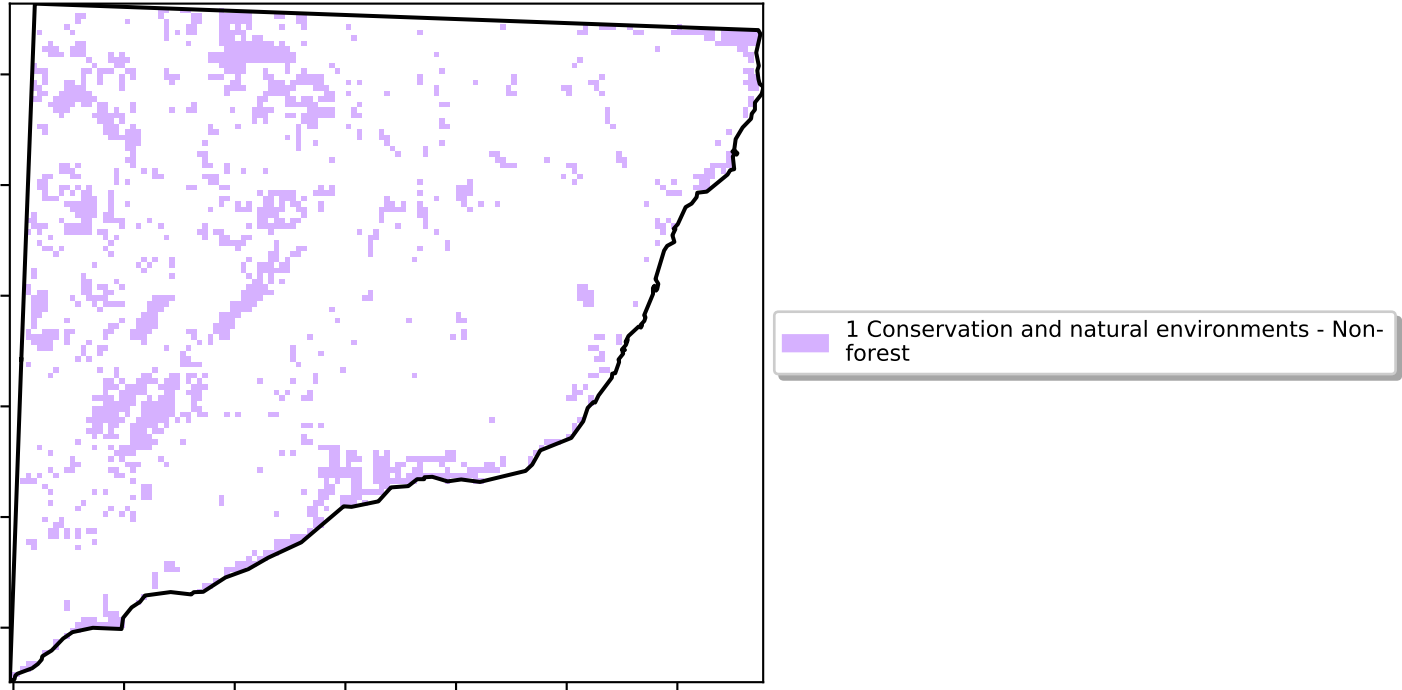 1 Conservation and natural environments - Non-
forest